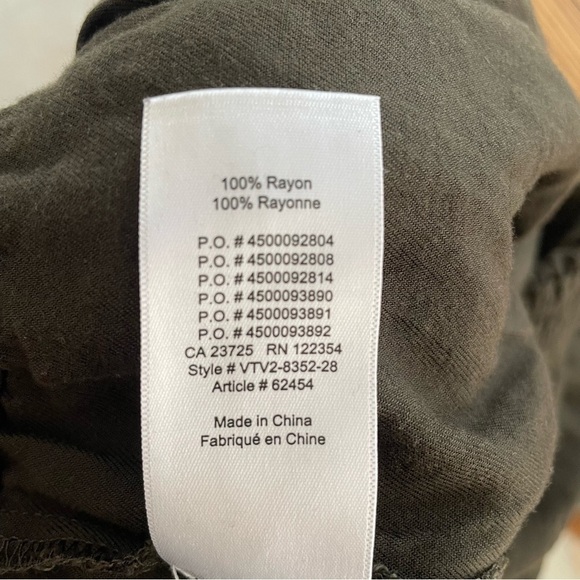 100% Rayon
100% Rayonne
P.O. # 4500092804
P.O. # 4500092808
P.O. # 4500092814
P.O. # 4500093890
P.O. # 4500093891
P.O. # 4500093892
CA 23725 RN 122354
Style # VTV2-8352-28
Article # 62454
Made in China
Fabriqué en Chine